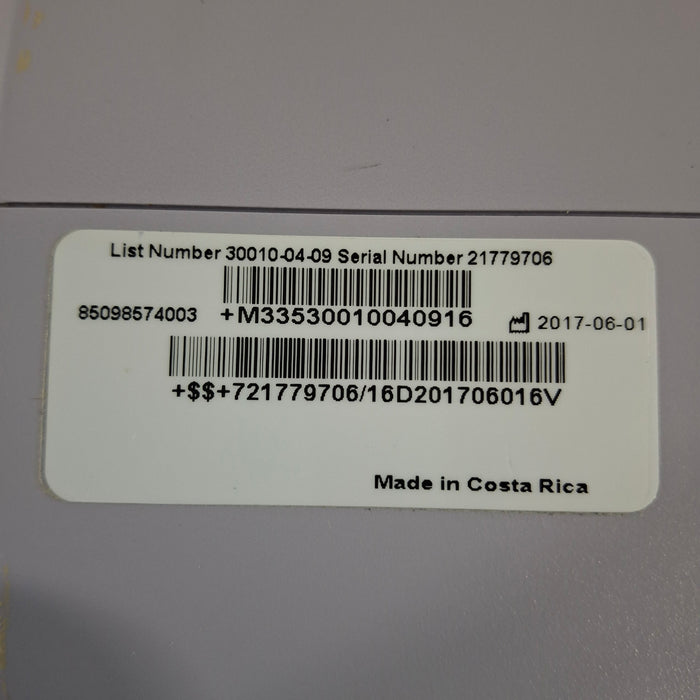 List Number 30010-04-09 Serial Number 21779706
85098574003 +M33530010040916 2017-06-01
+$$+721779706/16D201706016V
Made in Costa Rica